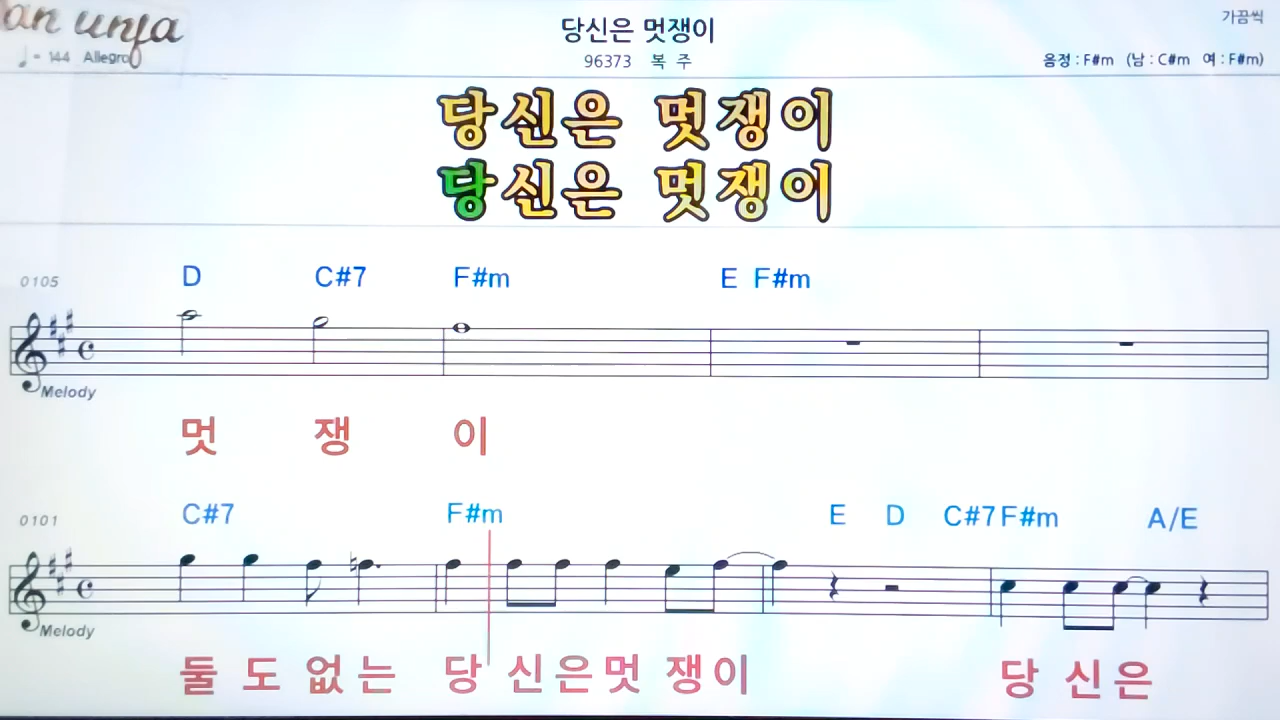 an unja
당신은 멋쟁이
가끔씩
♩= 144 Allegro
96373 복 주
음정 : F#m (남 : C#m 여 : F#m)
당신은 멋쟁이
당신은 멋쟁이
0105 D C#7 F#m E F#m
Melody
멋 쟁 이
0101 C#7 F#m E D C#7 F#m A/E
Melody
둘 도 없 는 당 신 은 멋 쟁 이 당 신 은